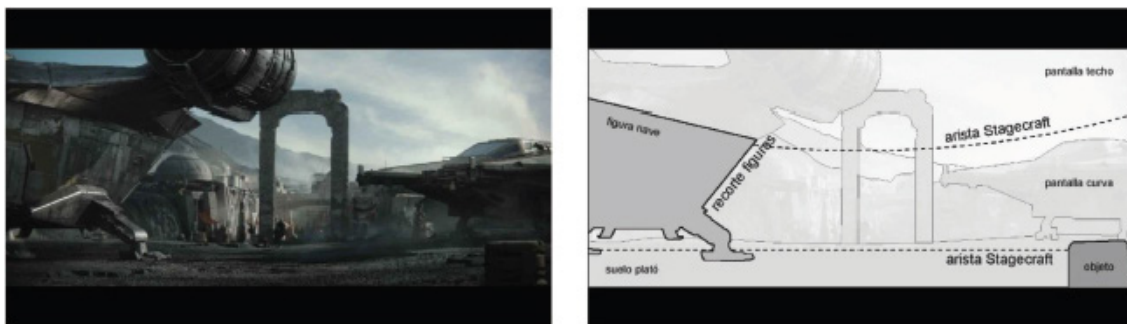 pantalla techo
figura nave
arista Stagecraft
recorte figuras
pantalla curva
arista Stagecraft
suelo plató
objeto